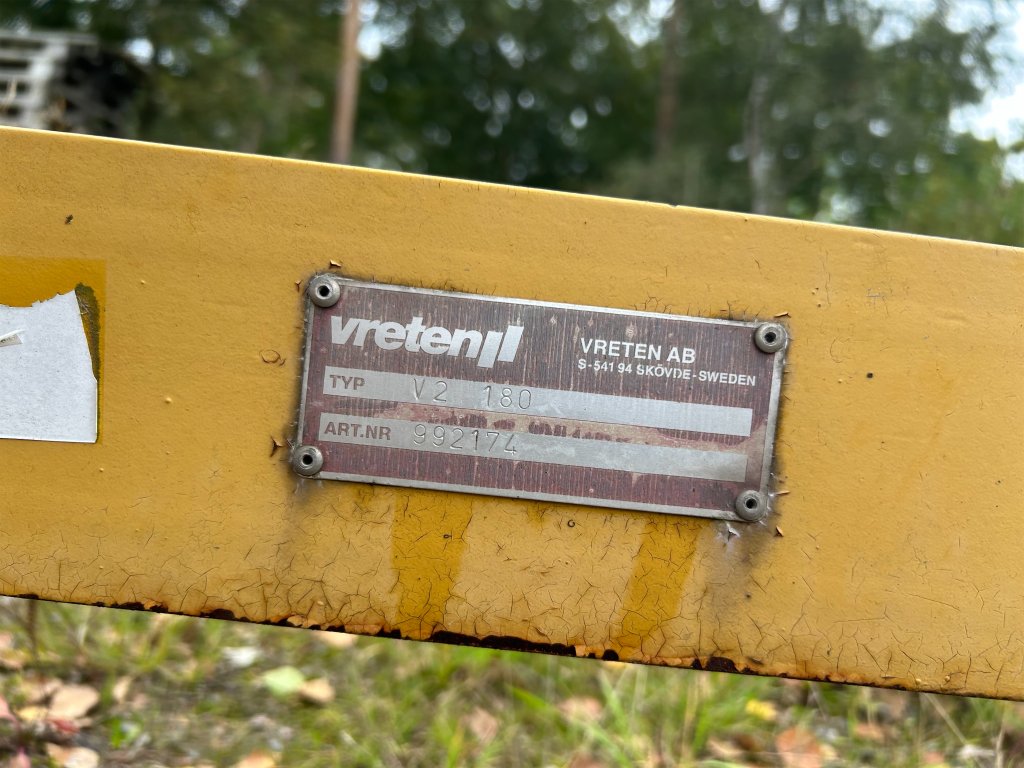 vreten
VRETEN AB
S-541 94 SKÖVDE-SWEDEN
TYP V2 180
ART.NR 992174